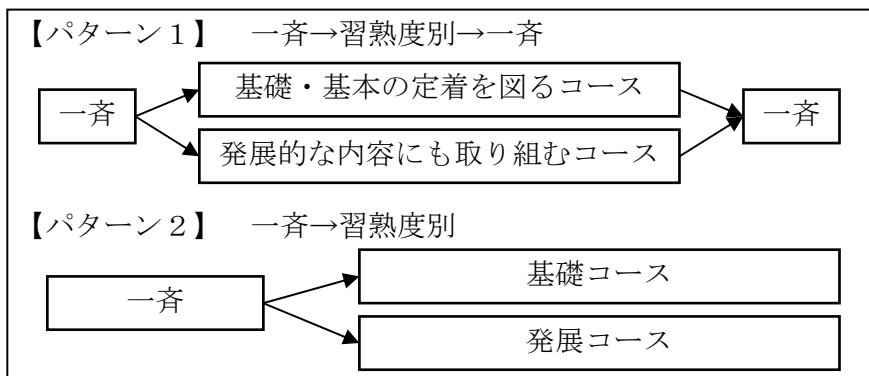 【パターン１】　一斉→習熟度別→一斉
基礎・基本の定着を図るコース
一斉
一斉
発展的な内容にも取り組むコース
【パターン２】　一斉→習熟度別
基礎コース
一斉
発展コース